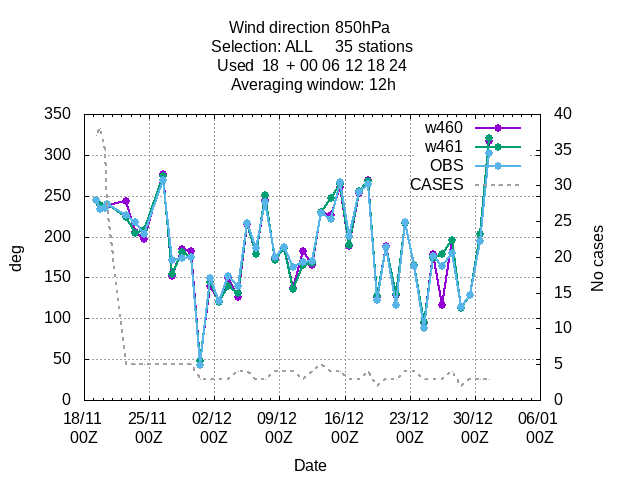 Wind direction 850hPa
Selection: ALL 35 stations
Used 18 + 00 06 12 18 24
Averaging window: 12h
350
300
250
200
150
100
50
0
deg
40
35
30
25
20
15
10
5
0
No cases
w460
w461
OBS
CASES
18/11 25/11 02/12 09/12 16/12 23/12 30/12 06/01
00Z 00Z 00Z 00Z 00Z 00Z 00Z 00Z
Date